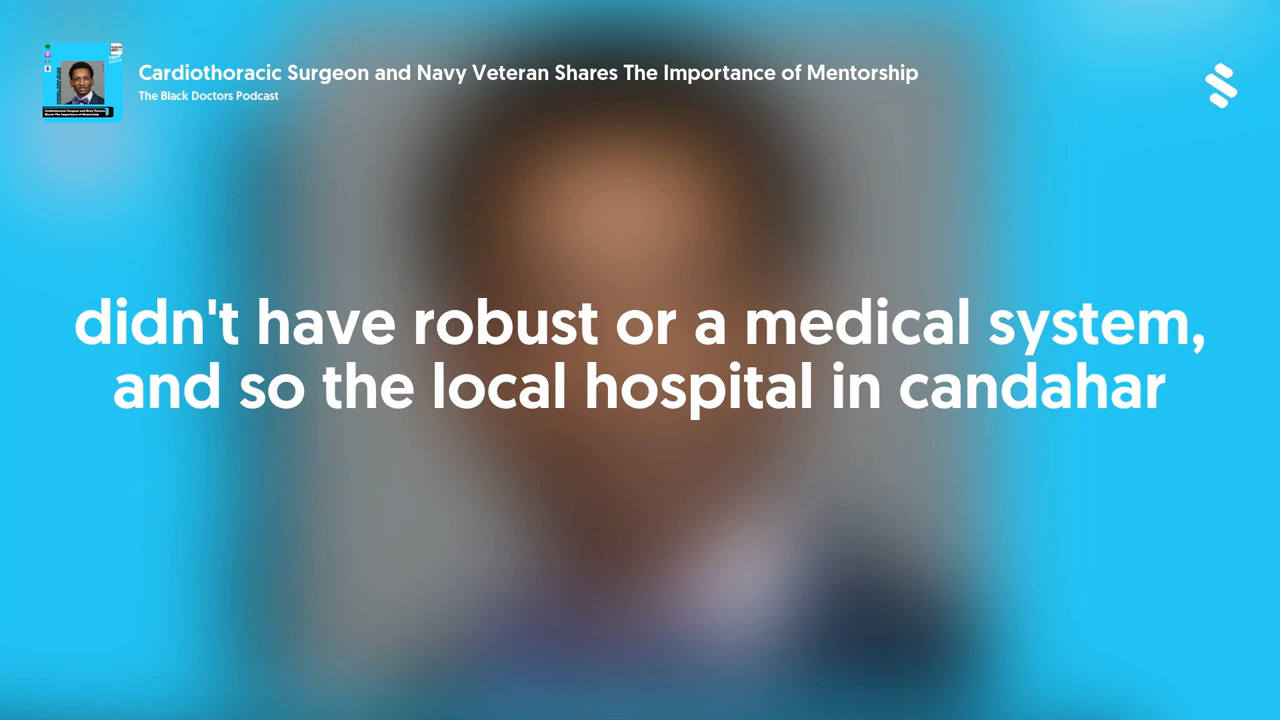 Cardiothoracic Surgeon and Navy Veteran Shares The Importance of Mentorship
The Black Doctors Podcast
didn't have robust or a medical system,
and so the local hospital in candahar